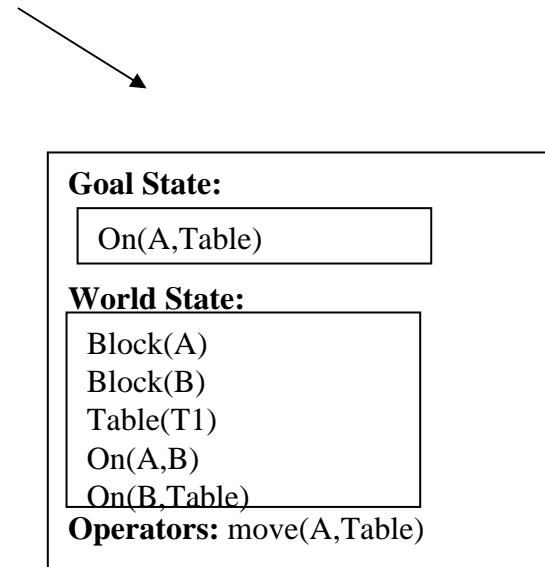 Goal State:
On(A,Table)
World State:
Block(A)
Block(B)
Table(T1)
On(A,B)
On(B,Table)
Operators: move(A,Table)